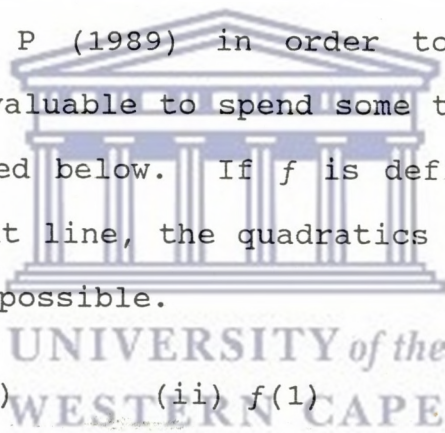 P (1989) in order to
valuable to spend some t
ed below. If f is def
t line, the quadratics
possible.
UNIVERSITY of the
) (ii) f(1)
WESTERN CAPE